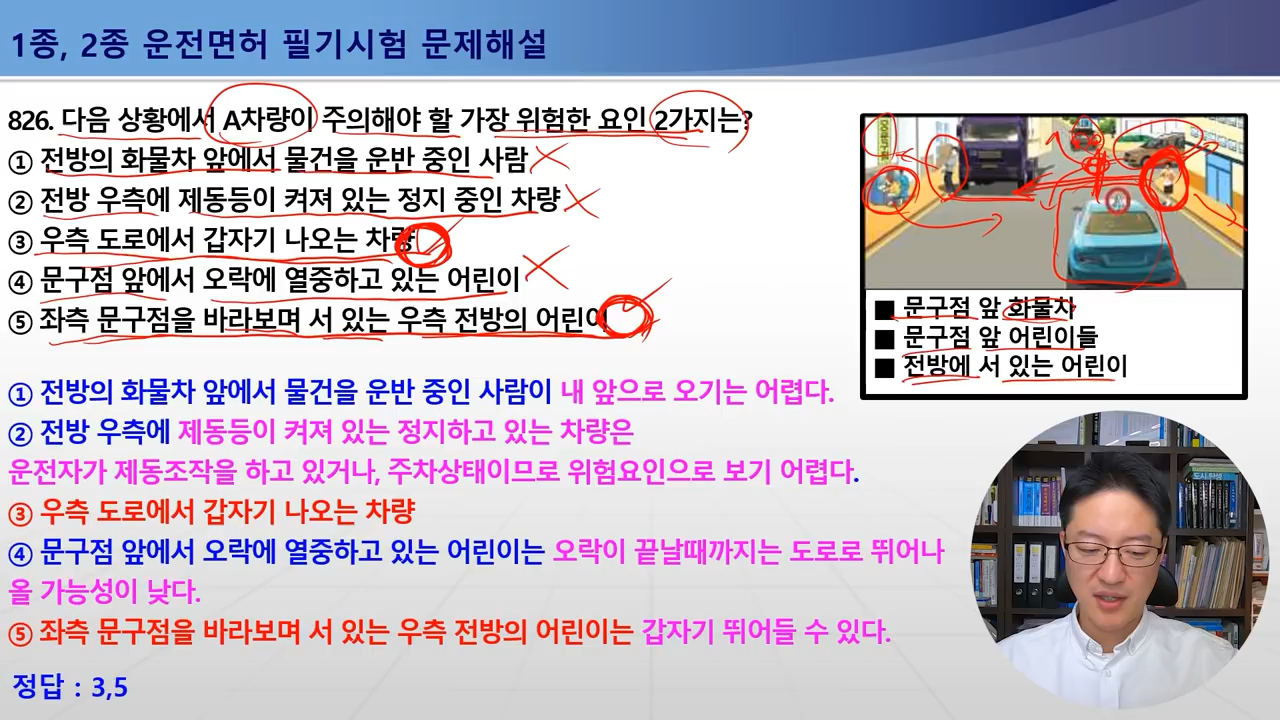 1종, 2종 운전면허 필기시험 문제해설
826. 다음 상황에서 A차량이 주의해야 할 가장 위험한 요인 2가지는?
① 전방의 화물차 앞에서 물건을 운반 중인 사람
② 전방 우측에 제동등이 켜져 있는 정지 중인 차량
③ 우측 도로에서 갑자기 나오는 차량
④ 문구점 앞에서 오락에 열중하고 있는 어린이
⑤ 좌측 문구점을 바라보며 서 있는 우측 전방의 어린이
■ 문구점 앞 화물차
■ 문구점 앞 어린이들
■ 전방에 서 있는 어린이
① 전방의 화물차 앞에서 물건을 운반 중인 사람이 내 앞으로 오기는 어렵다.
② 전방 우측에 제동등이 켜져 있는 정지하고 있는 차량은
운전자가 제동조작을 하고 있거나, 주차상태이므로 위험요인으로 보기 어렵다.
③ 우측 도로에서 갑자기 나오는 차량
④ 문구점 앞에서 오락에 열중하고 있는 어린이는 오락이 끝날때까지는 도로로 뛰어나
올 가능성이 낮다.
⑤ 좌측 문구점을 바라보며 서 있는 우측 전방의 어린이는 갑자기 뛰어들 수 있다.
정답 : 3,5